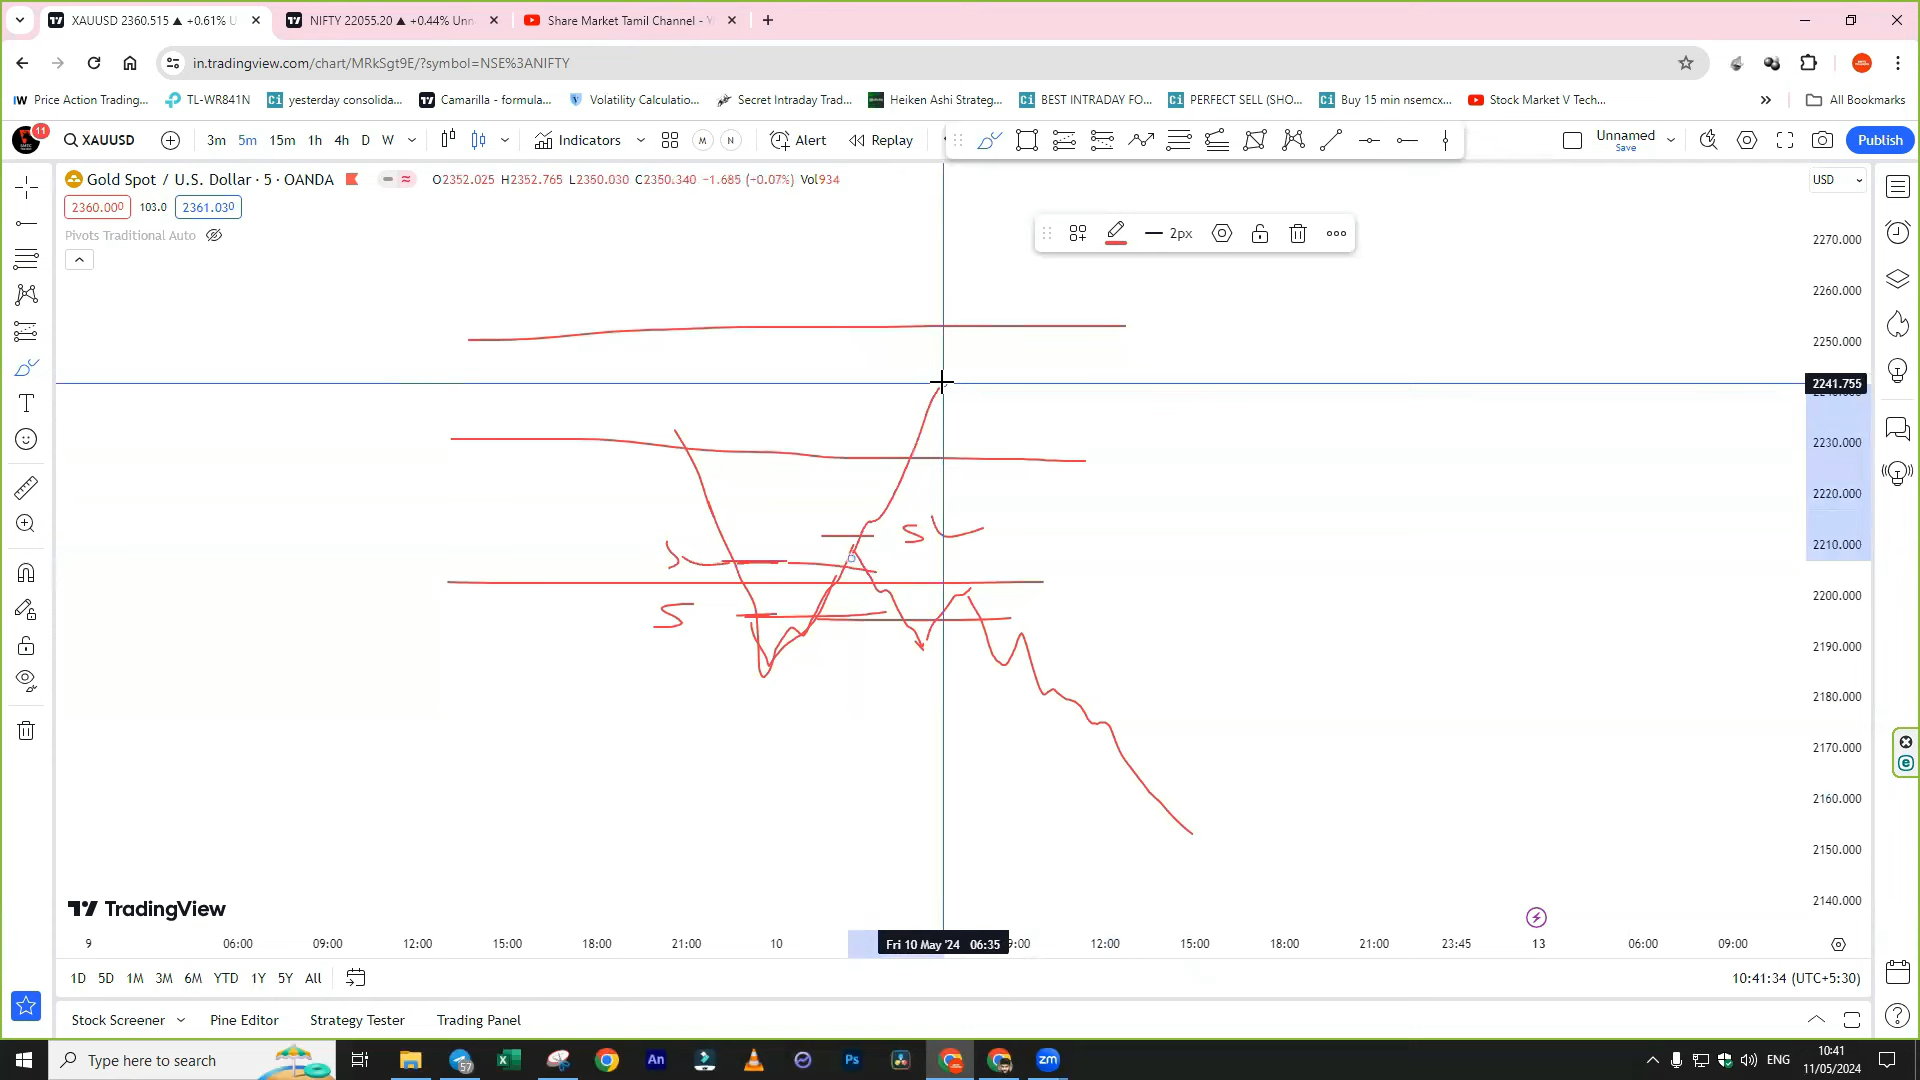 XAUUSD 2360.515 ▲ +0.61% U
NIFTY 22055.20 ▲ +0.44% Unn
Share Market Tamil Channel - Y
in.tradingview.com/chart/MRkSgt9E/?symbol=NSE%3ANIFTY
Price Action Trading...
TL-WR841N
yesterday consolida...
Camarilla - formula...
Volatility Calculatio...
Secret Intraday Trad...
Heiken Ashi Strateg...
BEST INTRADAY FO...
PERFECT SELL (SHO...
Buy 15 min nsemcx...
Stock Market V Tech...
All Bookmarks
11
XAUUSD
3m 5m 15m 1h 4h D W
Indicators
M N
Alert
Replay
Unnamed
Save
Publish
Gold Spot / U.S. Dollar · 5 · OANDA
O2352.025 H2352.765 L2350.030 C2350.340 −1.685 (−0.07%) Vol934
USD
2360.000 103.0 2361.030
Pivots Traditional Auto
2px
2270.000
2260.000
2250.000
2241.755
2230.000
2220.000
2210.000
2200.000
2190.000
2180.000
2170.000
2160.000
2150.000
2140.000
SL
S
TradingView
9 06:00 09:00 12:00 15:00 18:00 21:00 10 Fri 10 May '24 06:35 9:00 12:00 15:00 18:00 21:00 23:45 13 06:00 09:00
1D 5D 1M 3M 6M YTD 1Y 5Y All
10:41:34 (UTC+5:30)
Stock Screener
Pine Editor
Strategy Tester
Trading Panel
Type here to search
57
An
Ps
zm
ENG
10:41
11/05/2024